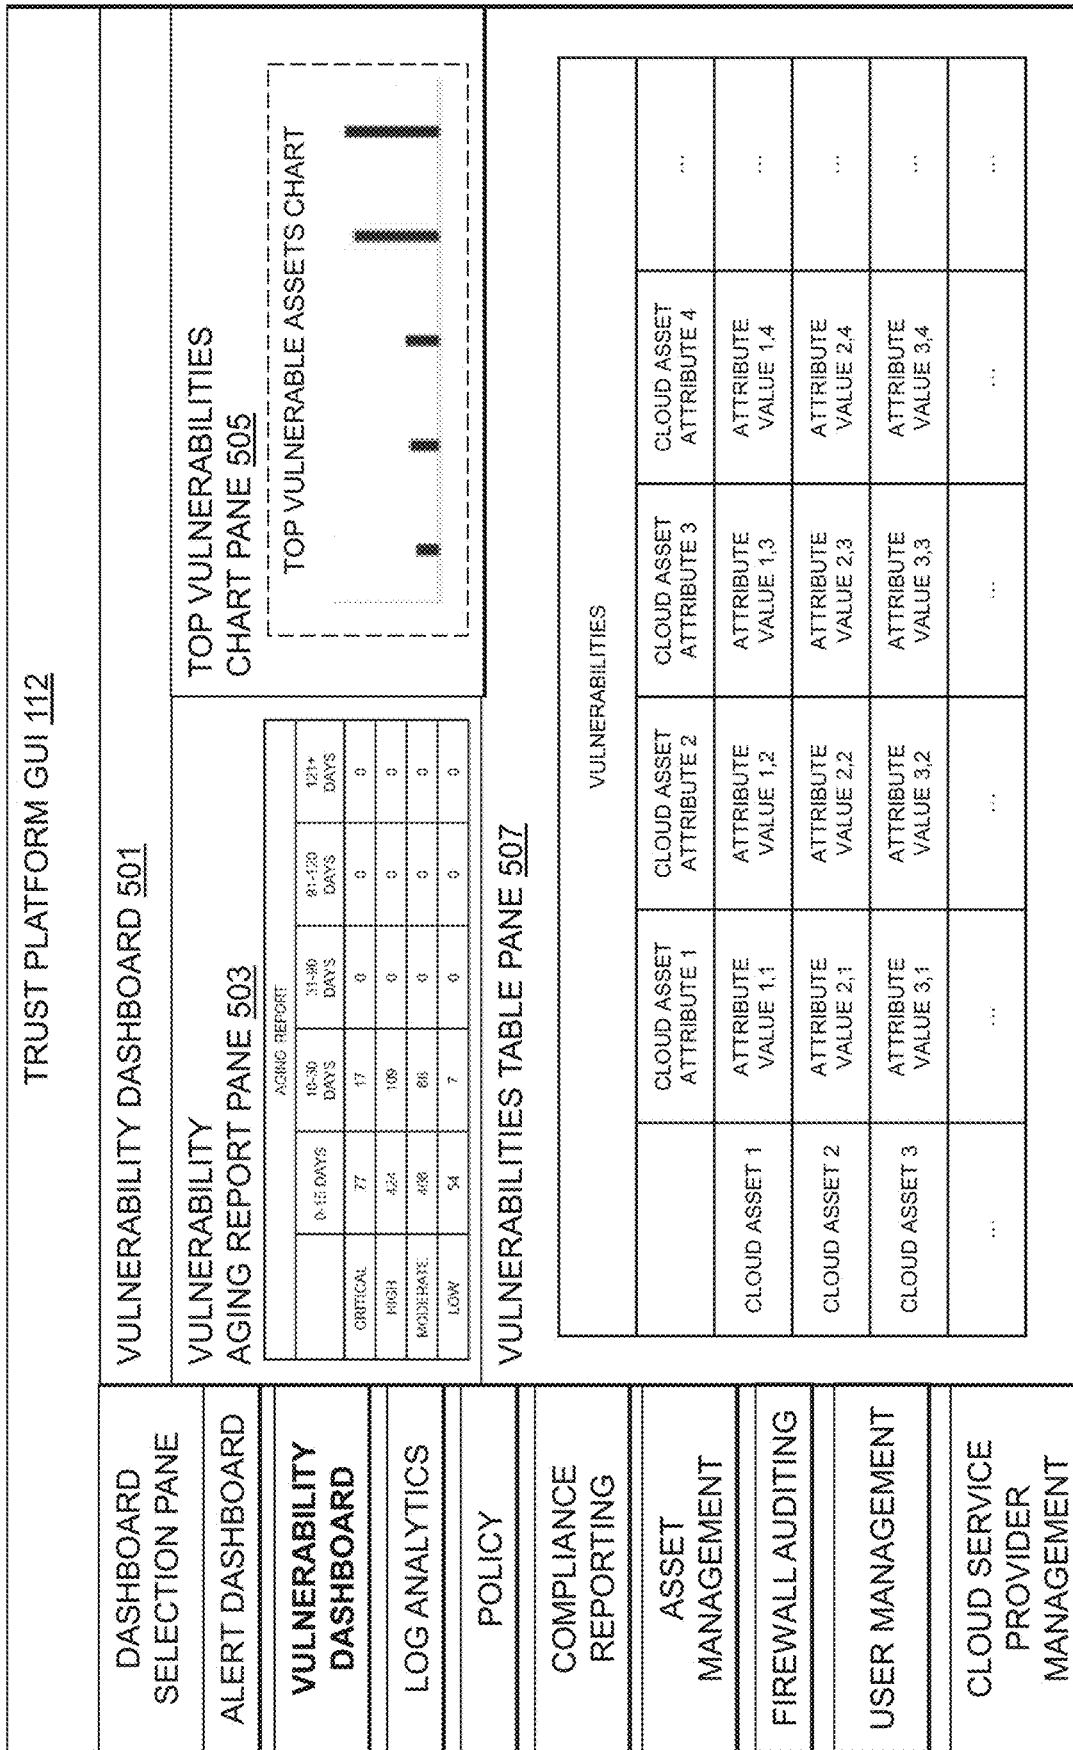 TRUST PLATFORM GUI 112
DASHBOARD
SELECTION PANE
ALERT DASHBOARD
VULNERABILITY
DASHBOARD
LOG ANALYTICS
POLICY
COMPLIANCE
REPORTING
ASSET
MANAGEMENT
FIREWALL AUDITING
USER MANAGEMENT
CLOUD SERVICE
PROVIDER
MANAGEMENT
VULNERABILITY DASHBOARD 501
VULNERABILITY
AGING REPORT PANE 503
AGING REPORT
0-15 DAYS
DAYS
31-90
DAYS
91-120
DAYS
121+
DAYS
CRITICAL 77 17 0 0 0
HIGH 109 0 0 0
MODERATE 88 0 0 0
LOW 54 7 0 0 0
TOP VULNERABILITIES
CHART PANE 505
TOP VULNERABLE ASSETS CHART
VULNERABILITIES TABLE PANE 507
VULNERABILITIES
CLOUD ASSET
ATTRIBUTE 1
CLOUD ASSET
ATTRIBUTE 2
CLOUD ASSET
ATTRIBUTE 3
CLOUD ASSET
ATTRIBUTE 4
...
CLOUD ASSET 1
ATTRIBUTE
VALUE 1,1
ATTRIBUTE
VALUE 1,2
ATTRIBUTE
VALUE 1,3
ATTRIBUTE
VALUE 1,4
...
CLOUD ASSET 2
ATTRIBUTE
VALUE 2,1
ATTRIBUTE
VALUE 2,2
ATTRIBUTE
VALUE 2,3
ATTRIBUTE
VALUE 2,4
...
CLOUD ASSET 3
ATTRIBUTE
VALUE 3,1
ATTRIBUTE
VALUE 3,2
ATTRIBUTE
VALUE 3,3
ATTRIBUTE
VALUE 3,4
...
... ... ... ... ... ...